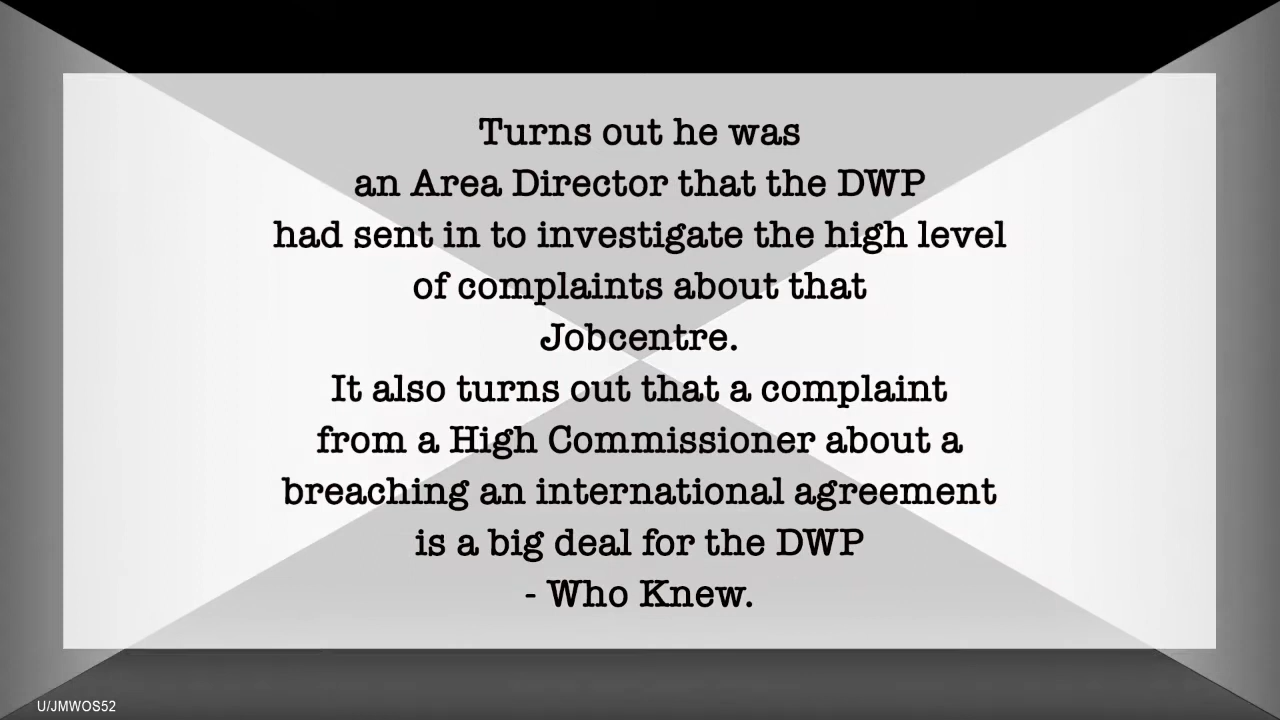 Turns out he was
an Area Director that the DWP
had sent in to investigate the high level
of complaints about that
Jobcentre.
It also turns out that a complaint
from a High Commissioner about a
breaching an international agreement
is a big deal for the DWP
- Who Knew.
U/JMWOS52